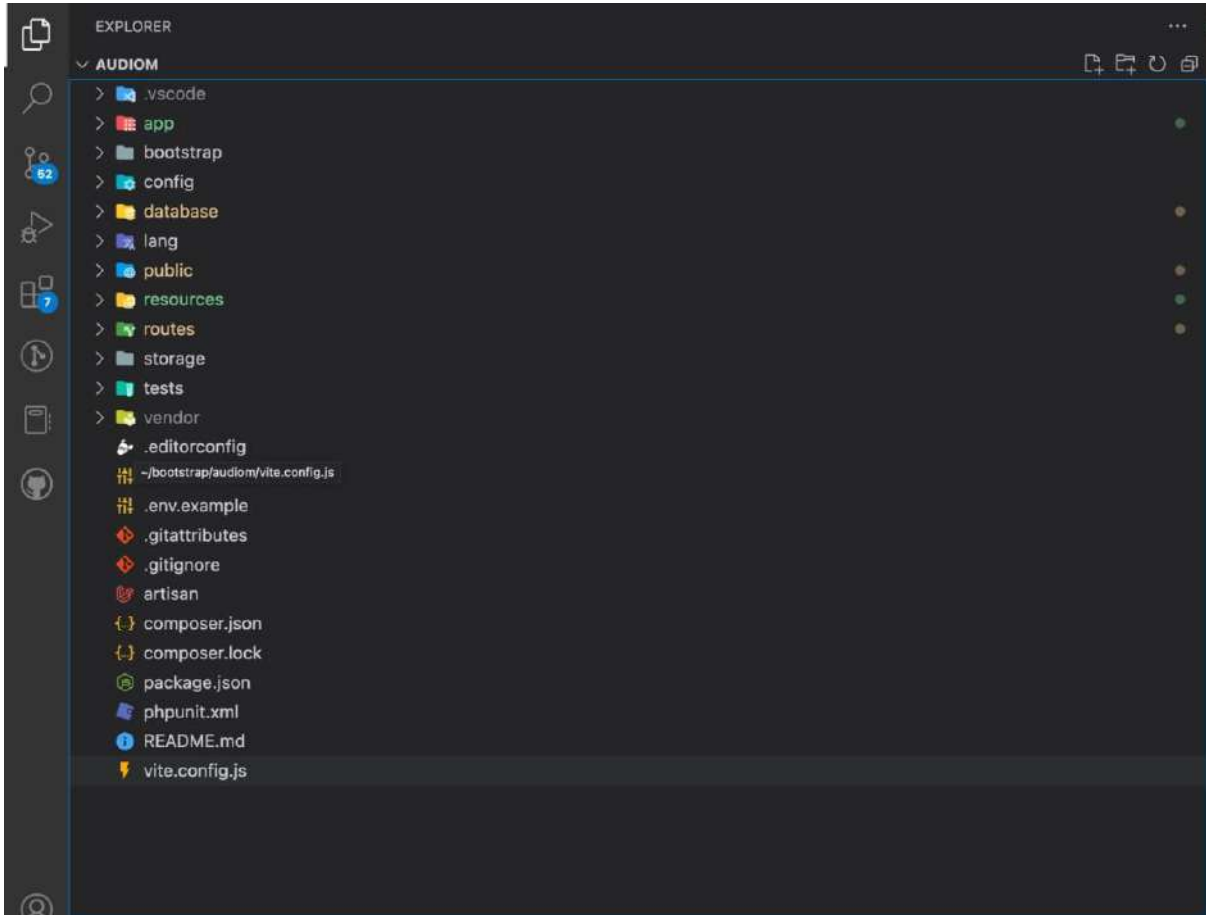 EXPLORER
...
AUDIOM
.vscode
app
bootstrap
62
config
database
lang
public
7
resources
routes
storage
tests
vendor
.editorconfig
~/bootstrap/audiom/vite.config.js
.env.example
.gitattributes
.gitignore
artisan
composer.json
composer.lock
package.json
phpunit.xml
README.md
vite.config.js